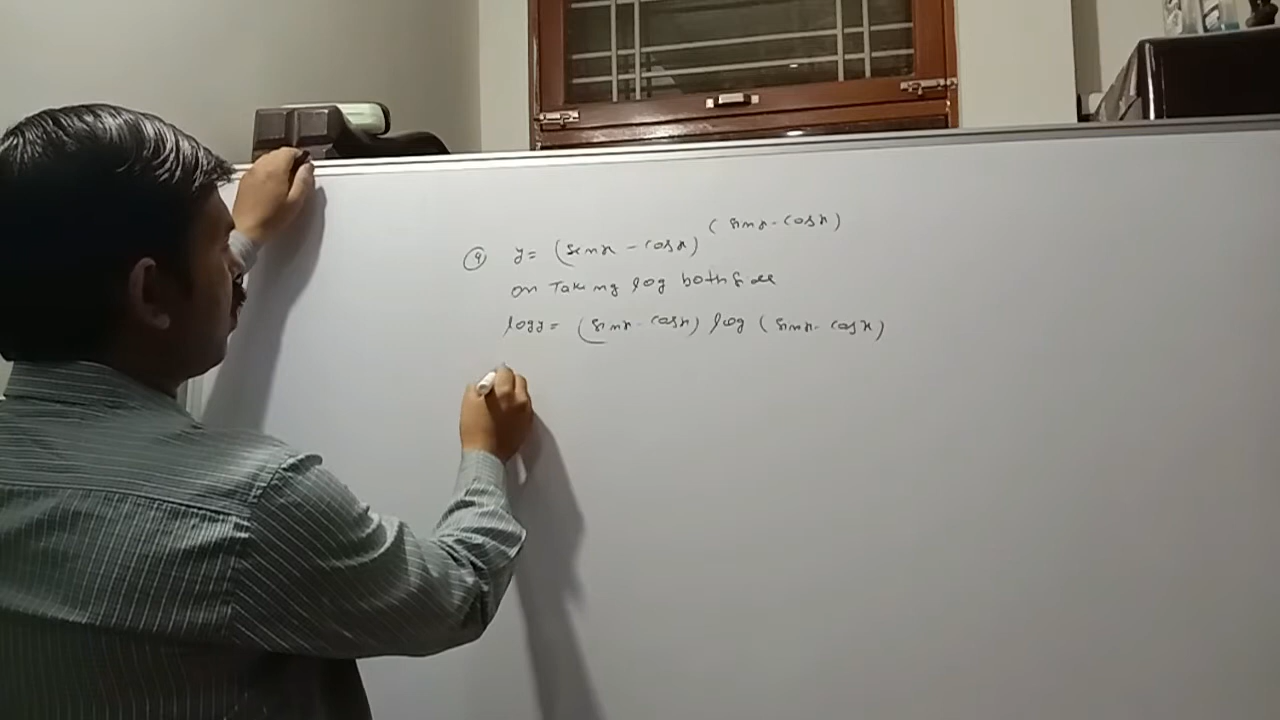 ⑨ y = (sinx - cosx)^(sinx - cosx)
on Taking log both side
logy = (sinx - cosx) log (sinx - cosx)